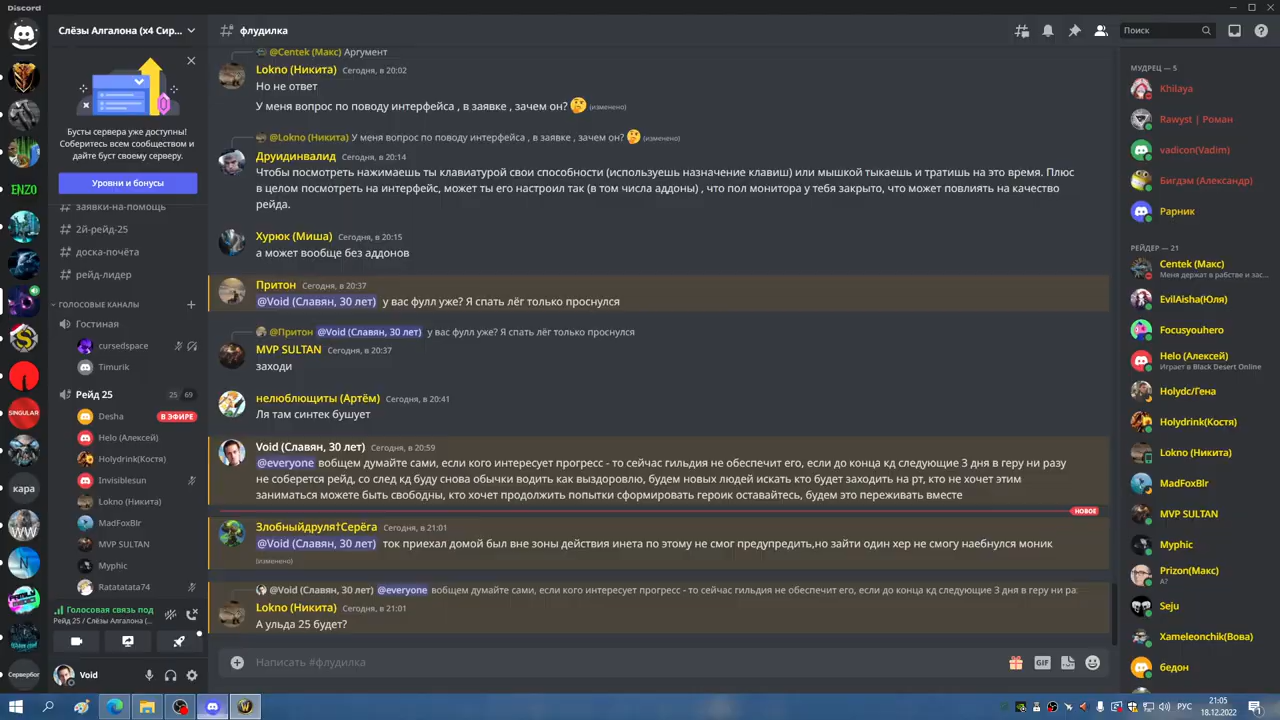 Discord
Слёзы Алгалона (x4 Сир...
Бусты сервера уже доступны!
Соберитесь всем сообществом и
дайте буст своему серверу.
Уровни и бонусы
ENZO
SINGULAR
кара
WW
N
Сервербог
заявки-на-помощь
2й-рейд-25
доска-почёта
рейд-лидер
ГОЛОСОВЫЕ КАНАЛЫ
Гостиная
cursedspace
Timurik
Рейд 25
25 69
Desha
В ЭФИРЕ
Helo (Алексей)
Holydrink(Костя)
Invisiblesun
Lokno (Никита)
MadFoxBlr
MVP SULTAN
Myphic
Ratatatata74
Голосовая связь под
Рейд 25 / Слёзы Алгалона (...
Void
флудилка
Поиск
@Centek (Макс) Аргумент
Lokno (Никита) Сегодня, в 20:02
Но не ответ
У меня вопрос по поводу интерфейса , в заявке , зачем он? 🤔 (изменено)
@Lokno (Никита) У меня вопрос по поводу интерфейса , в заявке , зачем он? 🤔 (изменено)
Друидинвалид Сегодня, в 20:14
Чтобы посмотреть нажимаешь ты клавиатурой свои способности (используешь назначение клавиш) или мышкой тыкаешь и тратишь на это время. Плюс
в целом посмотреть на интерфейс, может ты его настроил так (в том числа аддоны) , что пол монитора у тебя закрыто, что может повлиять на качество
рейда.
Хурюк (Миша) Сегодня, в 20:15
а может вообще без аддонов
Притон Сегодня, в 20:37
@Void (Славян, 30 лет) у вас фулл уже? Я спать лёг только проснулся
@Притон @Void (Славян, 30 лет) у вас фулл уже? Я спать лёг только проснулся
MVP SULTAN Сегодня, в 20:37
заходи
нелюблющиты (Артём) Сегодня, в 20:41
Ля там синтек бушует
Void (Славян, 30 лет) Сегодня, в 20:59
@everyone вобщем думайте сами, если кого интересует прогресс - то сейчас гильдия не обеспечит его, если до конца кд следующие 3 дня в геру ни разу
не соберется рейд, со след кд буду снова обычки водить как выздоровлю, будем новых людей искать кто будет заходить на рт, кто не хочет этим
заниматься можете быть свободны, кто хочет продолжить попытки сформировать героик оставайтесь, будем это переживать вместе
НОВОЕ
Злобныйдруля†Серёга Сегодня, в 21:01
@Void (Славян, 30 лет) ток приехал домой был вне зоны действия инета по этому не смог предупредить,но зайти один хер не смогу наебнулся моник
(изменено)
@Void (Славян, 30 лет) @everyone вобщем думайте сами, если кого интересует прогресс - то сейчас гильдия не обеспечит его, если до конца кд следующие 3 дня в геру ни ра
Lokno (Никита) Сегодня, в 21:01
А ульда 25 будет?
Написать #флудилка
GIF
МУДРЕЦ — 5
Khilaya
Rawyst | Роман
vadicon(Vadim)
Бигдэм (Александр)
Рарник
РЕЙДЕР — 21
Centek (Макс)
Меня держат в рабстве и зас...
EvilAisha(Юля)
Focusyouhero
Helo (Алексей)
Играет в Black Desert Online
Holydc/Гена
Holydrink(Костя)
Lokno (Никита)
MadFoxBlr
MVP SULTAN
Myphic
Prizon(Макс)
А?
Seju
Xameleonchik(Вова)
бедон
РУС
21:05
18.12.2022
1